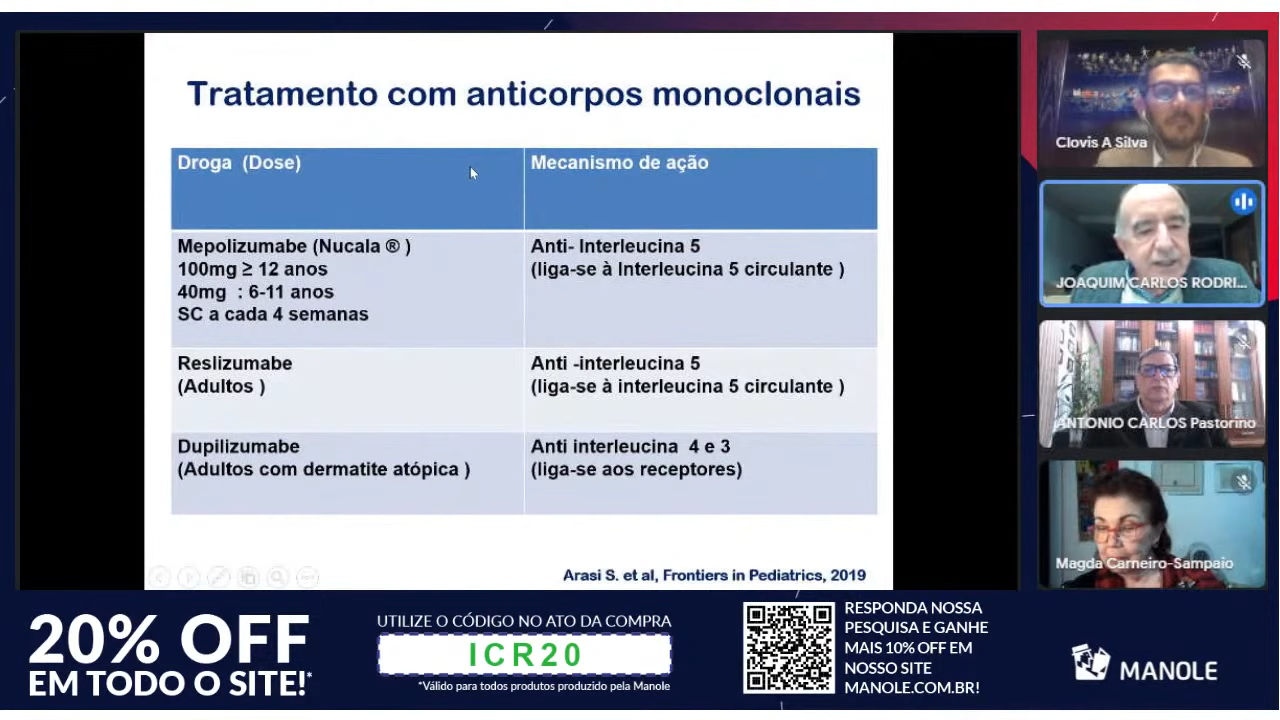 Tratamento com anticorpos monoclonais
Droga (Dose)
Mecanismo de ação
Mepolizumabe (Nucala ® )
100mg ≥ 12 anos
40mg : 6-11 anos
SC a cada 4 semanas
Anti- Interleucina 5
(liga-se à Interleucina 5 circulante )
Reslizumabe
(Adultos )
Anti -interleucina 5
(liga-se à interleucina 5 circulante )
Dupilizumabe
(Adultos com dermatite atópica )
Anti interleucina 4 e 3
(liga-se aos receptores)
Arasi S. et al, Frontiers in Pediatrics, 2019
Clovis A Silva
JOAQUIM CARLOS RODRI...
ANTONIO CARLOS Pastorino
Magda Carneiro-Sampaio
20% OFF
EM TODO O SITE!*
UTILIZE O CÓDIGO NO ATO DA COMPRA
ICR20
*Válido para todos produtos produzido pela Manole
RESPONDA NOSSA
PESQUISA E GANHE
MAIS 10% OFF EM
NOSSO SITE
MANOLE.COM.BR!
MANOLE